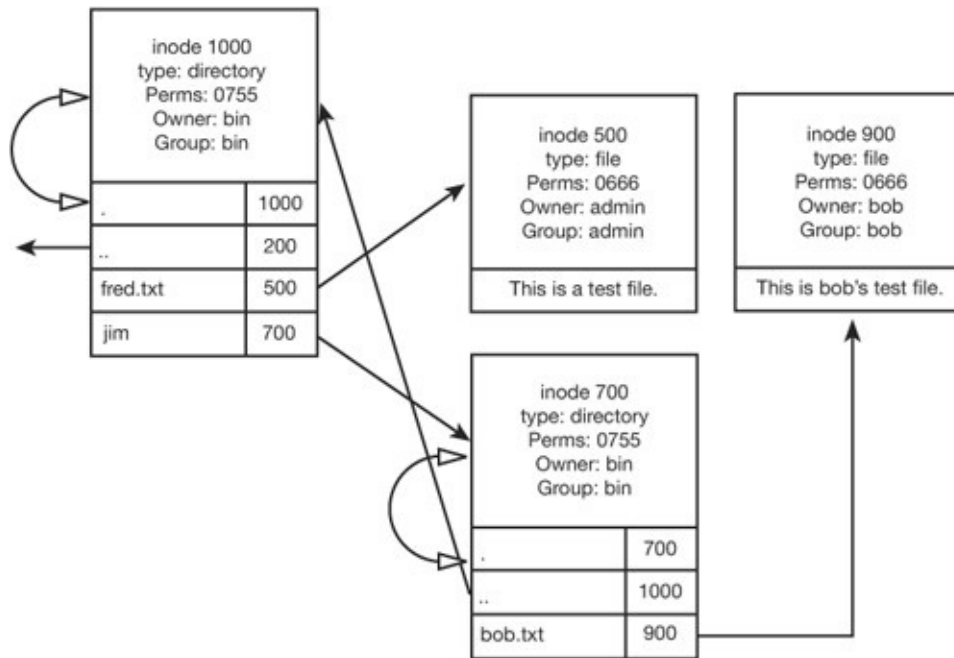 inode 1000
type: directory
Perms: 0755
Owner: bin
Group: bin
. 1000
.. 200
fred.txt 500
jim 700
inode 500
type: file
Perms: 0666
Owner: admin
Group: admin
This is a test file.
inode 900
type: file
Perms: 0666
Owner: bob
Group: bob
This is bob's test file.
inode 700
type: directory
Perms: 0755
Owner: bin
Group: bin
. 700
.. 1000
bob.txt 900